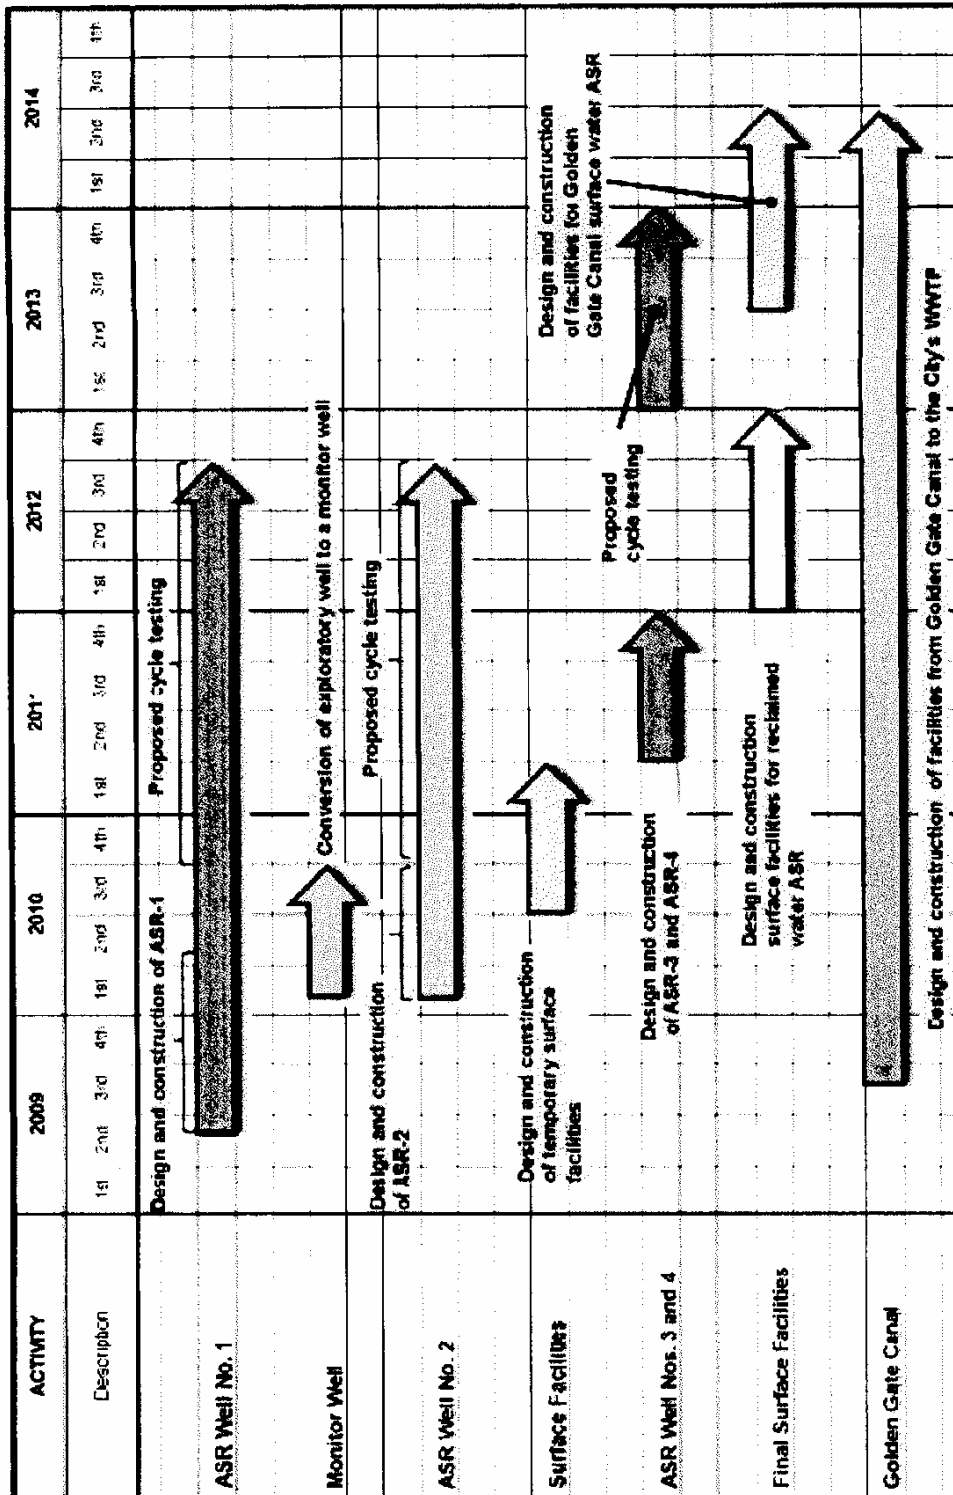 ACTIVITY 2009 2010 2011 2012 2013 2014
Description 1st 2nd 3rd 4th 1st 2nd 3rd 4th 1st 2nd 3rd 4th 1st 2nd 3rd 4th 1st 2nd 3rd 4th 1st 2nd 3rd 4th
Design and construction of ASR-1
Proposed cycle testing
ASR Well No. 1
Conversion of exploratory well to a monitor well
Monitor Well
Design and construction
of ASR-2
Proposed cycle testing
ASR Well No. 2
Design and construction
of temporary surface
facilities
Surface Facilities
Design and construction
of ASR-3 and ASR-4
Proposed
cycle testing
ASR Well Nos. 3 and 4
Design and construction
surface facilities for reclaimed
water ASR
Design and construction
of facilities for Golden
Gate Canal surface water ASR
Final Surface Facilities
Golden Gate Canal
Design and construction of facilities from Golden Gate Canal to the City's WWTP